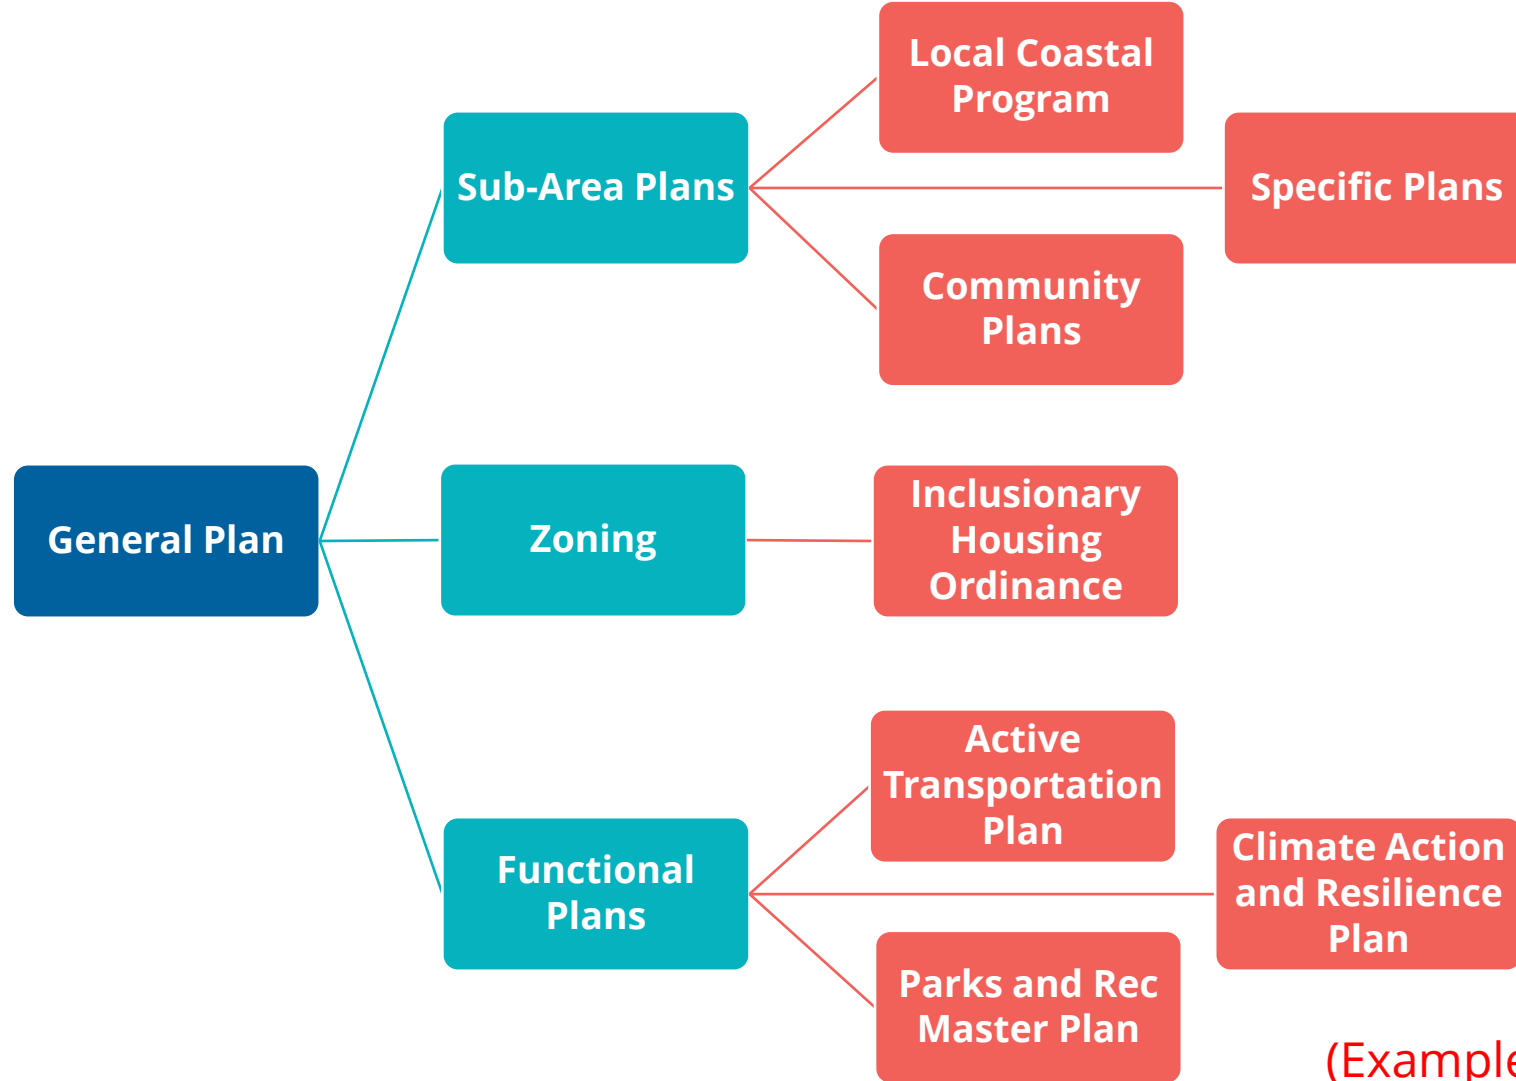 Local Coastal
Program
Sub-Area Plans
Specific Plans
Community
Plans
General Plan
Zoning
Inclusionary
Housing
Ordinance
Active
Transportation
Plan
Functional
Plans
Climate Action
and Resilience
Plan
Parks and Rec
Master Plan
(Example